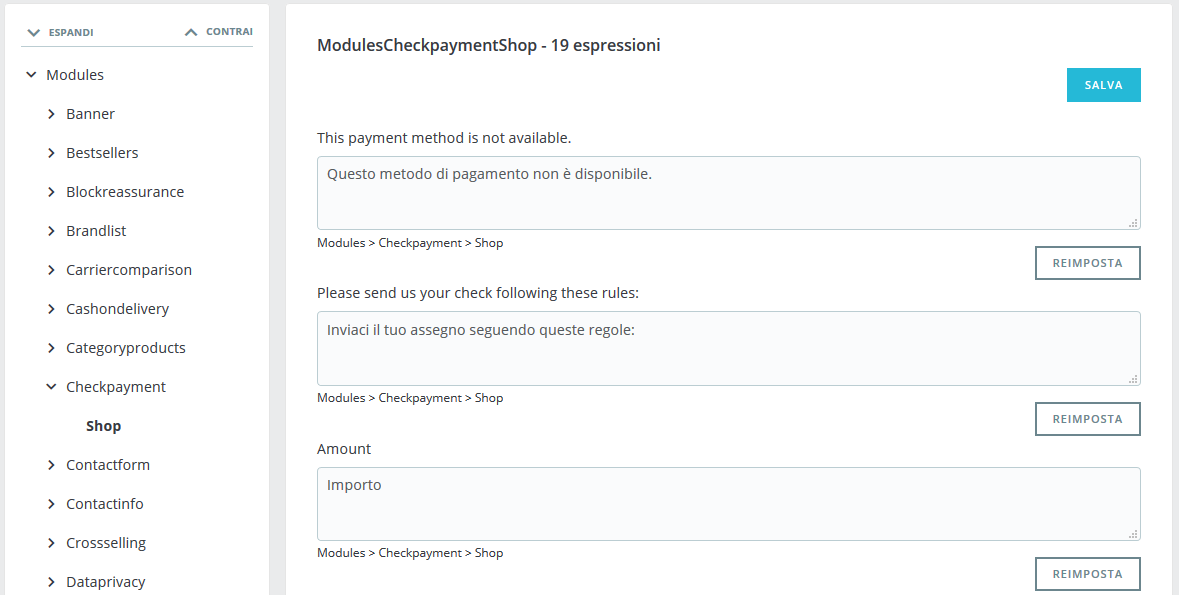 ESPANDI
CONTRAI
Modules
Banner
Bestsellers
Blockreassurance
Brandlist
Carriercomparison
Cashondelivery
Categoryproducts
Checkpayment
Shop
Contactform
Contactinfo
Crossselling
Dataprivacy
ModulesCheckpaymentShop - 19 espressioni
SALVA
This payment method is not available.
Questo metodo di pagamento non è disponibile.
Modules > Checkpayment > Shop
REIMPOSTA
Please send us your check following these rules:
Inviaci il tuo assegno seguendo queste regole:
Modules > Checkpayment > Shop
REIMPOSTA
Amount
Importo
Modules > Checkpayment > Shop
REIMPOSTA